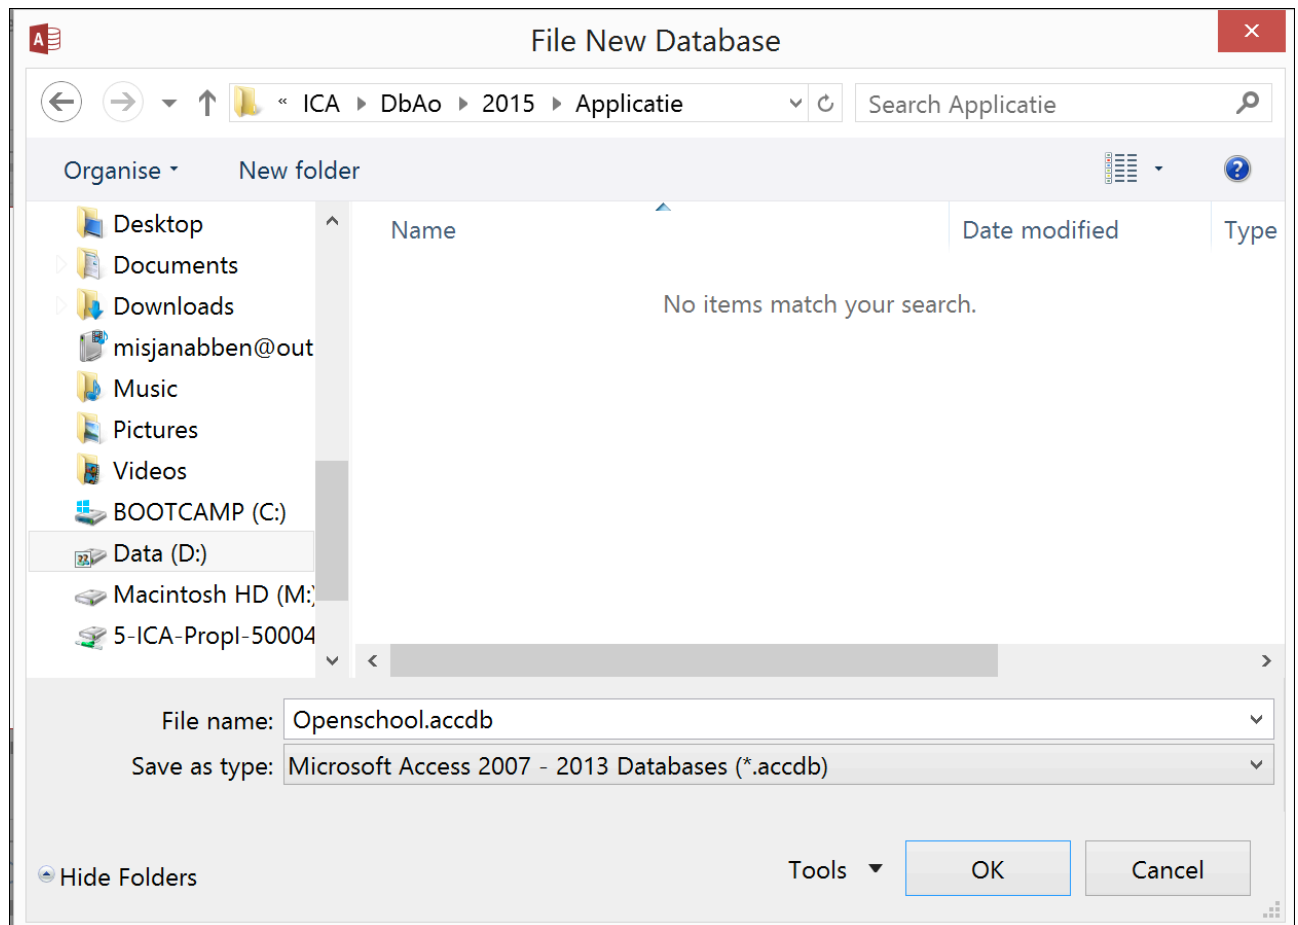 File New Database
« ICA DbAo 2015 Applicatie
Search Applicatie
Organise
New folder
Desktop
Documents
Downloads
misjanabben@out
Music
Pictures
Videos
BOOTCAMP (C:)
Data (D:)
Macintosh HD (M:)
5-ICA-PropI-50004
Name
Date modified
Type
No items match your search.
File name: Openschool.accdb
Save as type: Microsoft Access 2007 - 2013 Databases (*.accdb)
Hide Folders
Tools
OK
Cancel